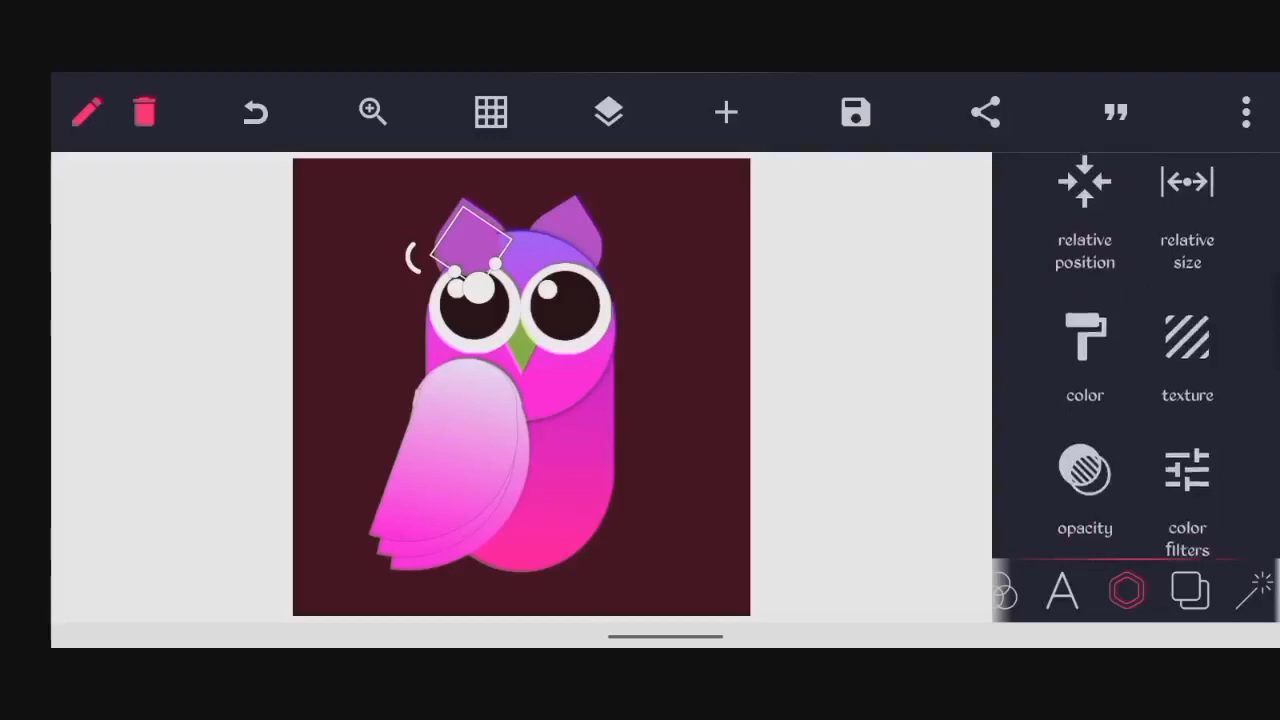 relative
position
relative
size
color
texture
opacity
color
filters